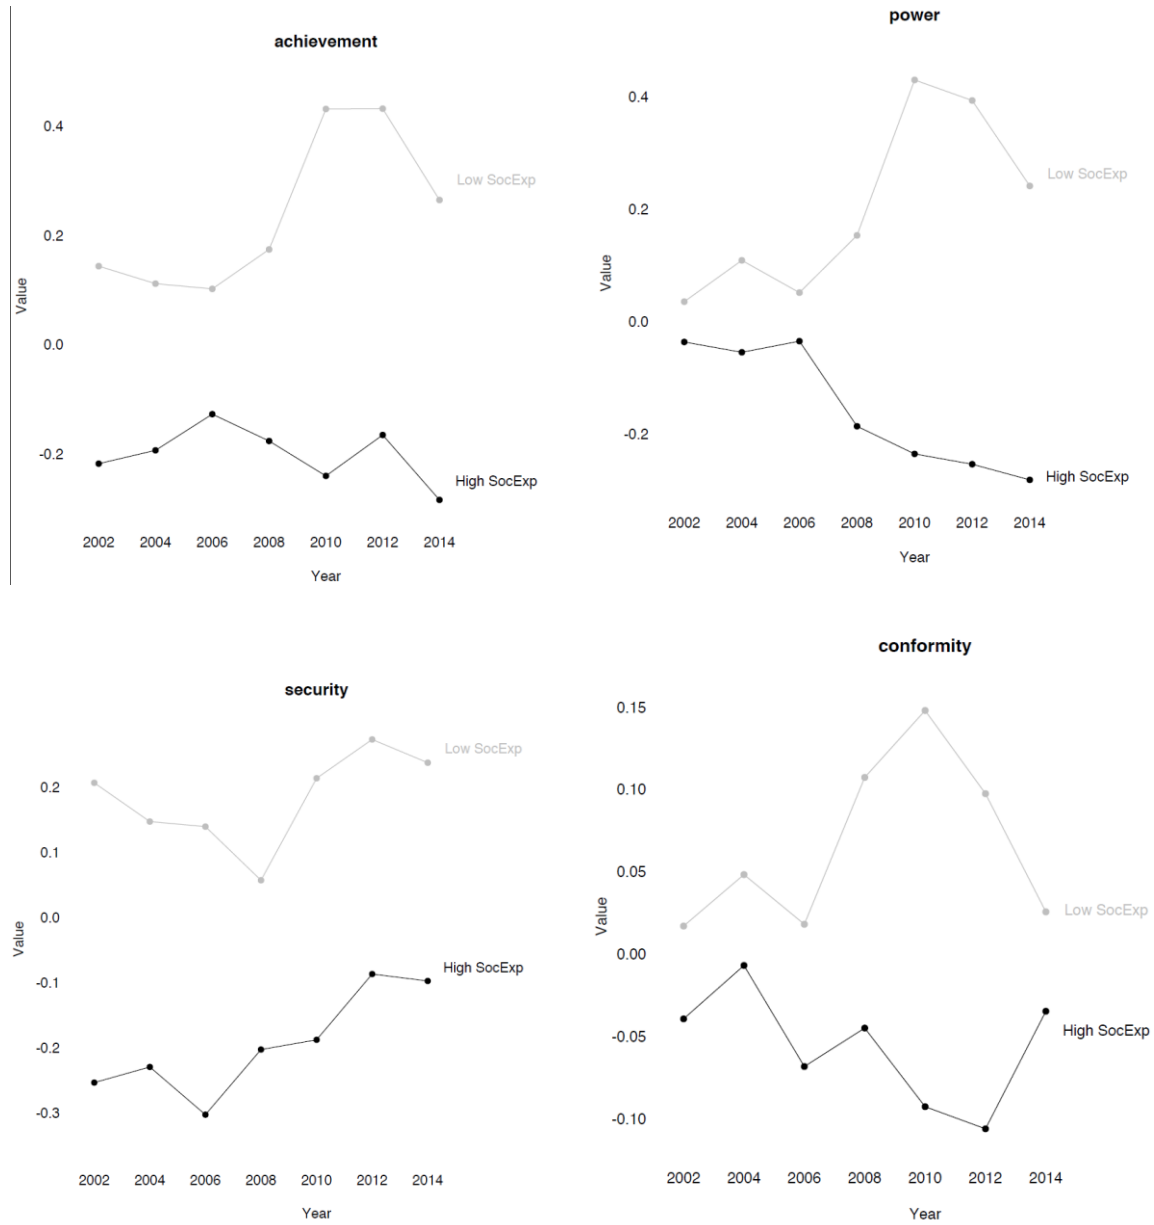 achievement
0.4
0.2
0.0
-0.2
Value
Low SocExp
High SocExp
2002 2004 2006 2008 2010 2012 2014
Year
power
0.4
0.2
0.0
-0.2
Value
Low SocExp
High SocExp
2002 2004 2006 2008 2010 2012 2014
Year
security
0.2
0.1
0.0
-0.1
-0.2
-0.3
Value
Low SocExp
High SocExp
2002 2004 2006 2008 2010 2012 2014
Year
conformity
0.15
0.10
0.05
0.00
-0.05
-0.10
Value
Low SocExp
High SocExp
2002 2004 2006 2008 2010 2012 2014
Year